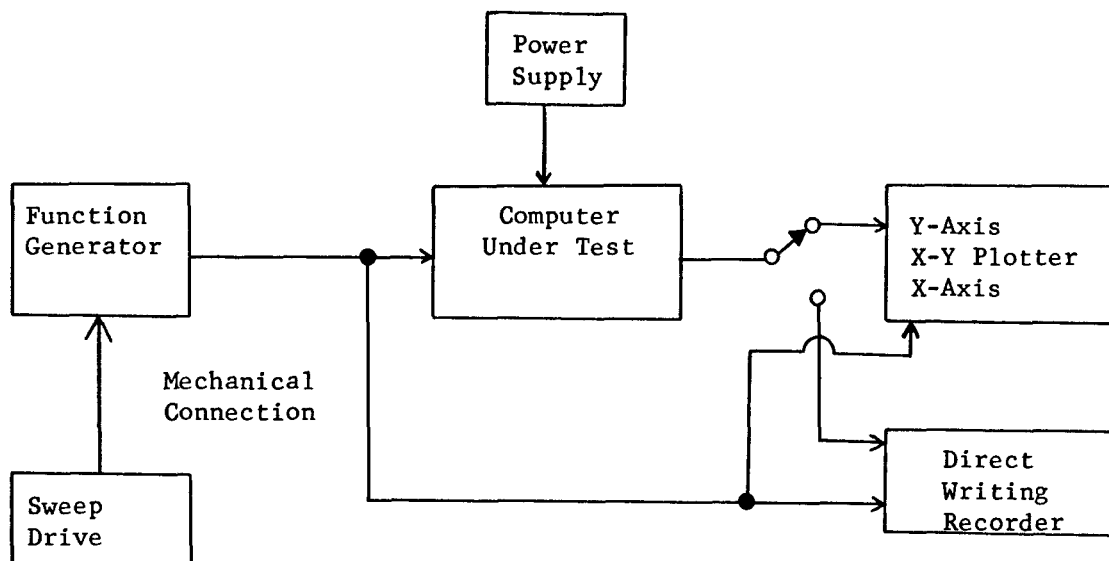 Power
Supply
Function
Generator
Computer
Under Test
Y-Axis
X-Y Plotter
X-Axis
Mechanical
Connection
Sweep
Drive
Direct
Writing
Recorder